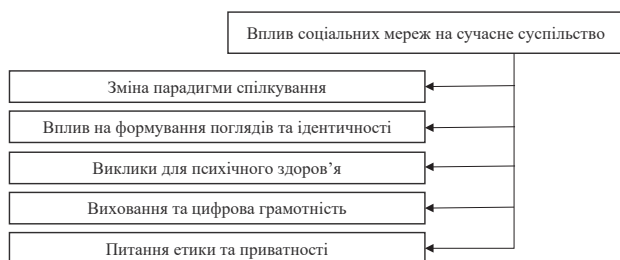 Вплив соціальних мереж на сучасне суспільство
Зміна парадигми спілкування
Вплив на формування поглядів та ідентичності
Виклики для психічного здоров’я
Виховання та цифрова грамотність
Питання етики та приватності